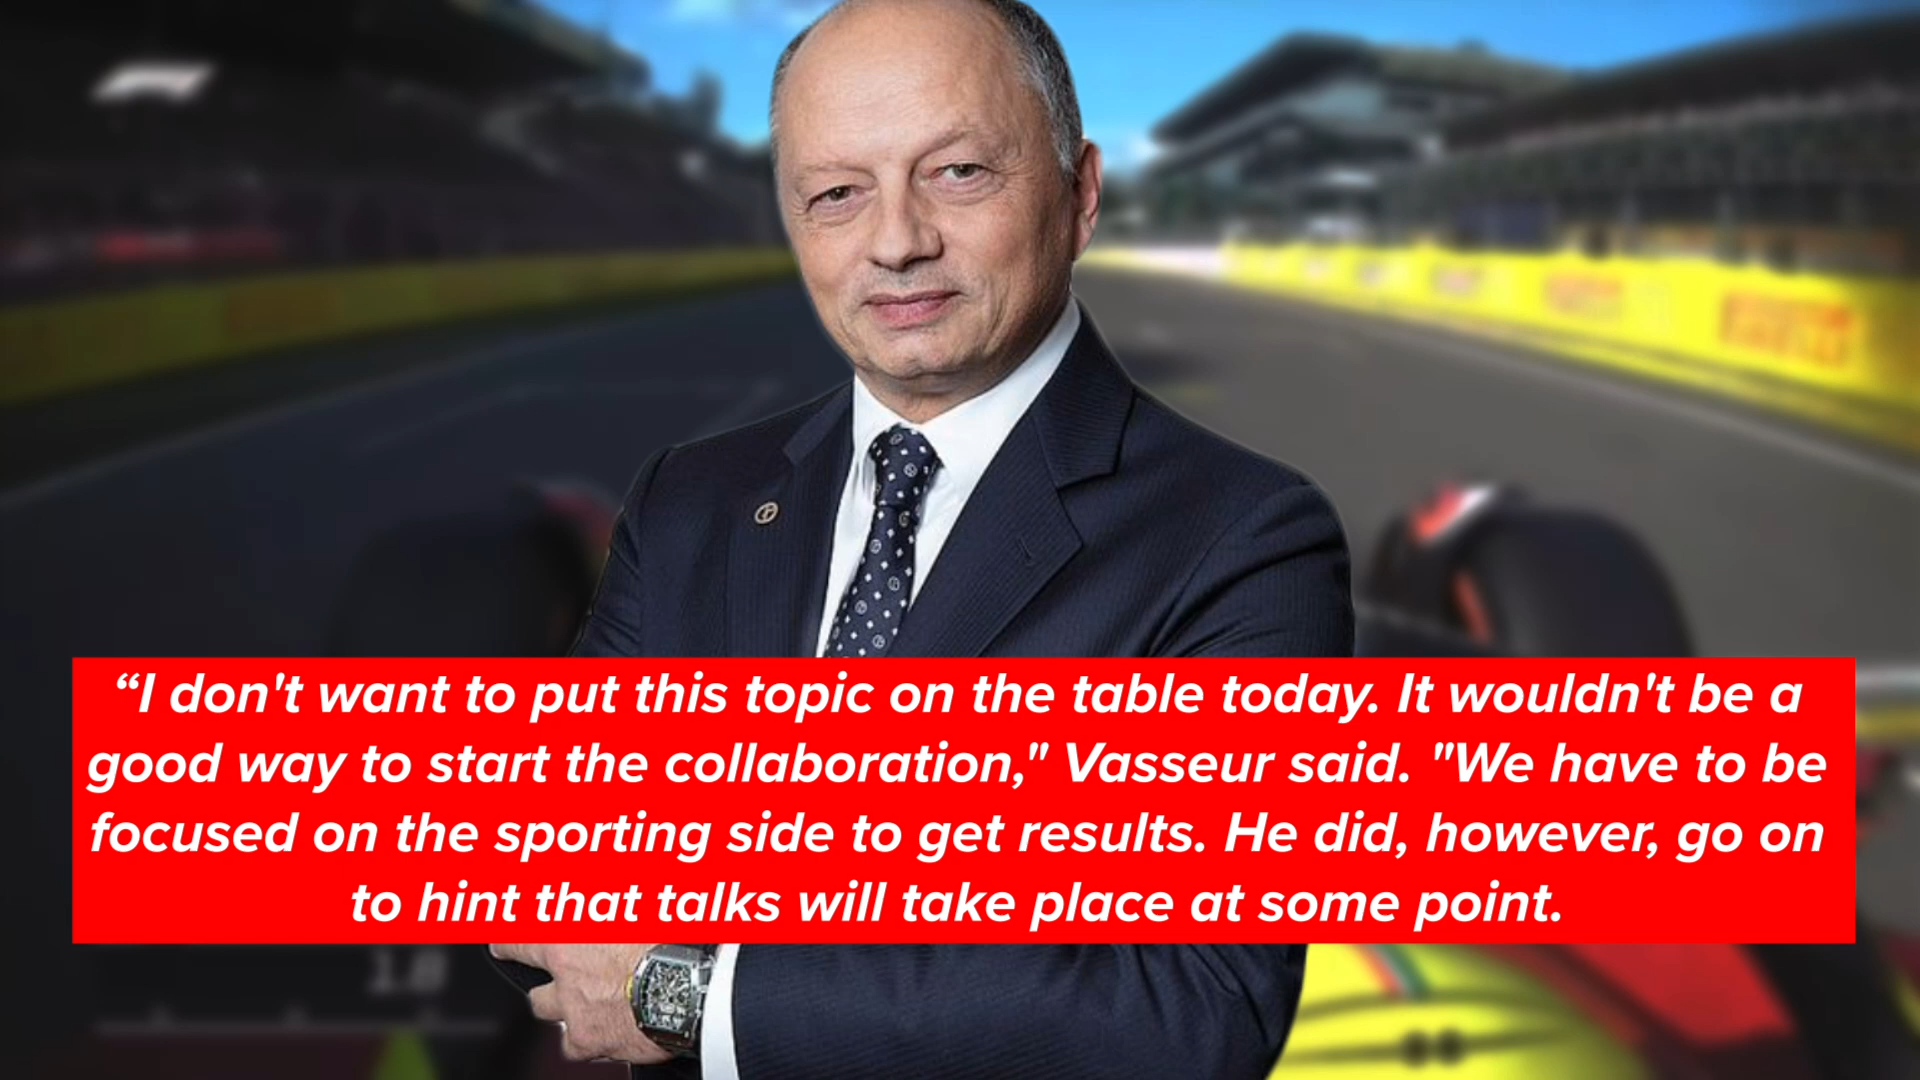 “I don't want to put this topic on the table today. It wouldn't be a
good way to start the collaboration," Vasseur said. "We have to be
focused on the sporting side to get results. He did, however, go on
to hint that talks will take place at some point.
1.8